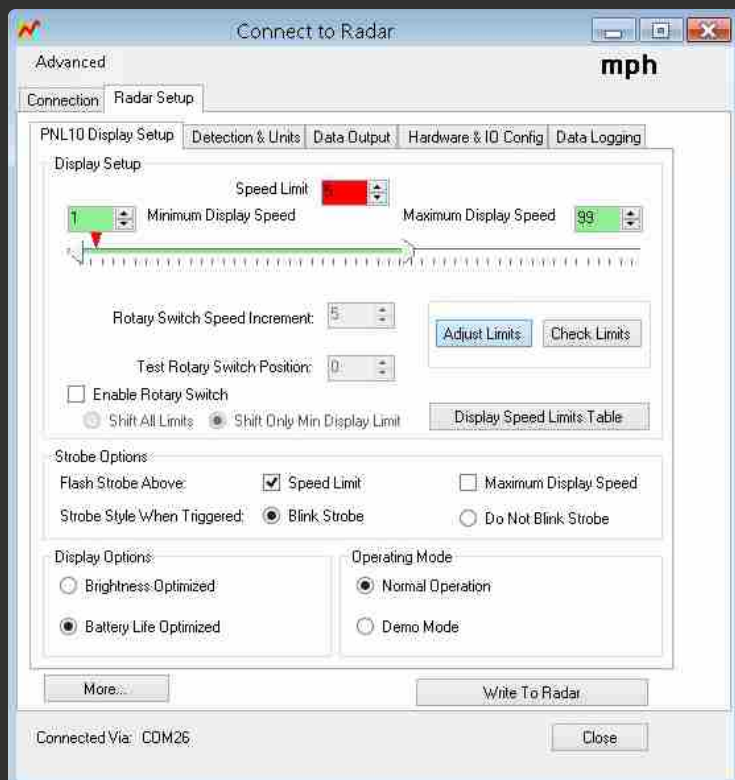 Connect to Radar
Advanced
mph
Connection Radar Setup
PNL10 Display Setup Detection & Units Data Output Hardware & IO Config Data Logging
Display Setup
Speed Limit 5
1 Minimum Display Speed Maximum Display Speed 99
Rotary Switch Speed Increment: 5
Adjust Limits Check Limits
Test Rotary Switch Position: 0
Enable Rotary Switch
Shift All Limits Shift Only Min Display Limit
Display Speed Limits Table
Strobe Options
Flash Strobe Above: Speed Limit Maximum Display Speed
Strobe Style When Triggered: Blink Strobe Do Not Blink Strobe
Display Options Operating Mode
Brightness Optimized Normal Operation
Battery Life Optimized Demo Mode
More... Write To Radar
Connected Via: COM26 Close